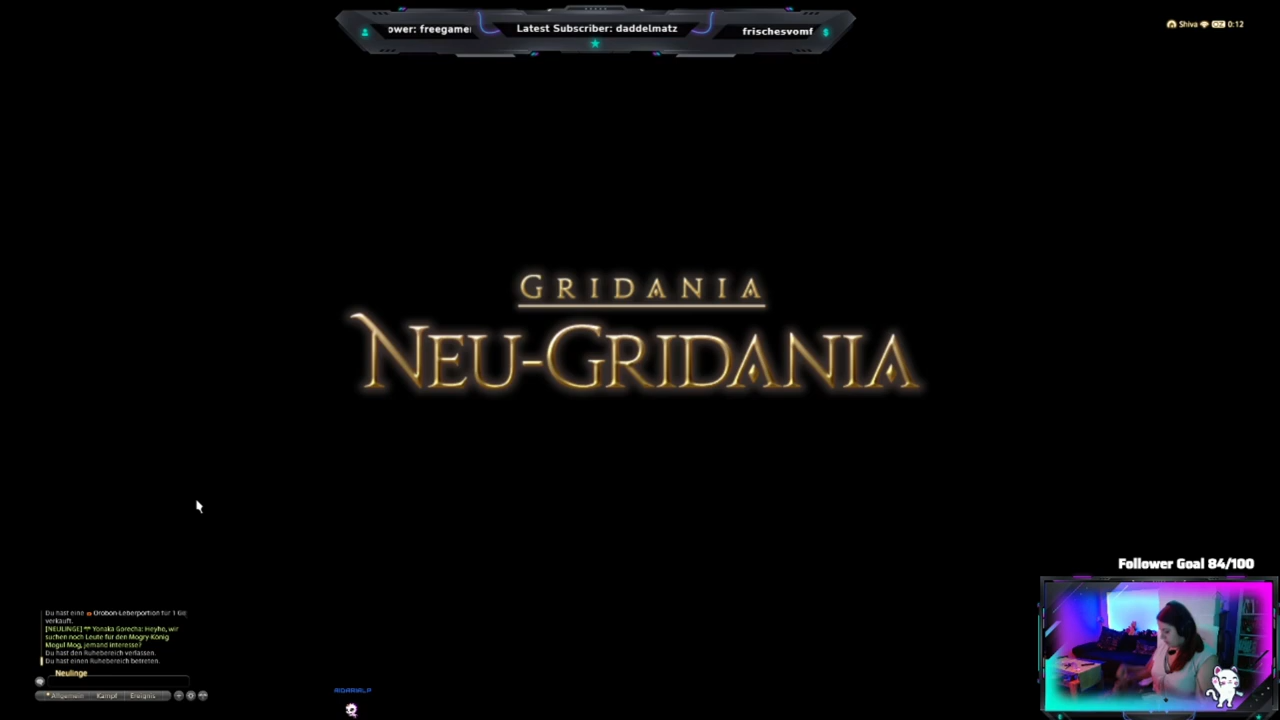 ower: freegame
Latest Subscriber: daddelmatz
frischesvomf
Shiva OZ 0:12
GRIDANIA
NEU-GRIDANIA
Follower Goal 84/100
Du hast eine Orobon-Leberportion für 1 Gil
verkauft.
[NEULINGE] Yonaka Gorecha: Heyho, wir
suchen noch Leute für den Mogry-König
Mogul Mog, jemand interesse?
Du hast den Ruhebereich verlassen.
Du hast einen Ruhebereich betreten.
Neulinge
Allgemein Kampf Ereignis